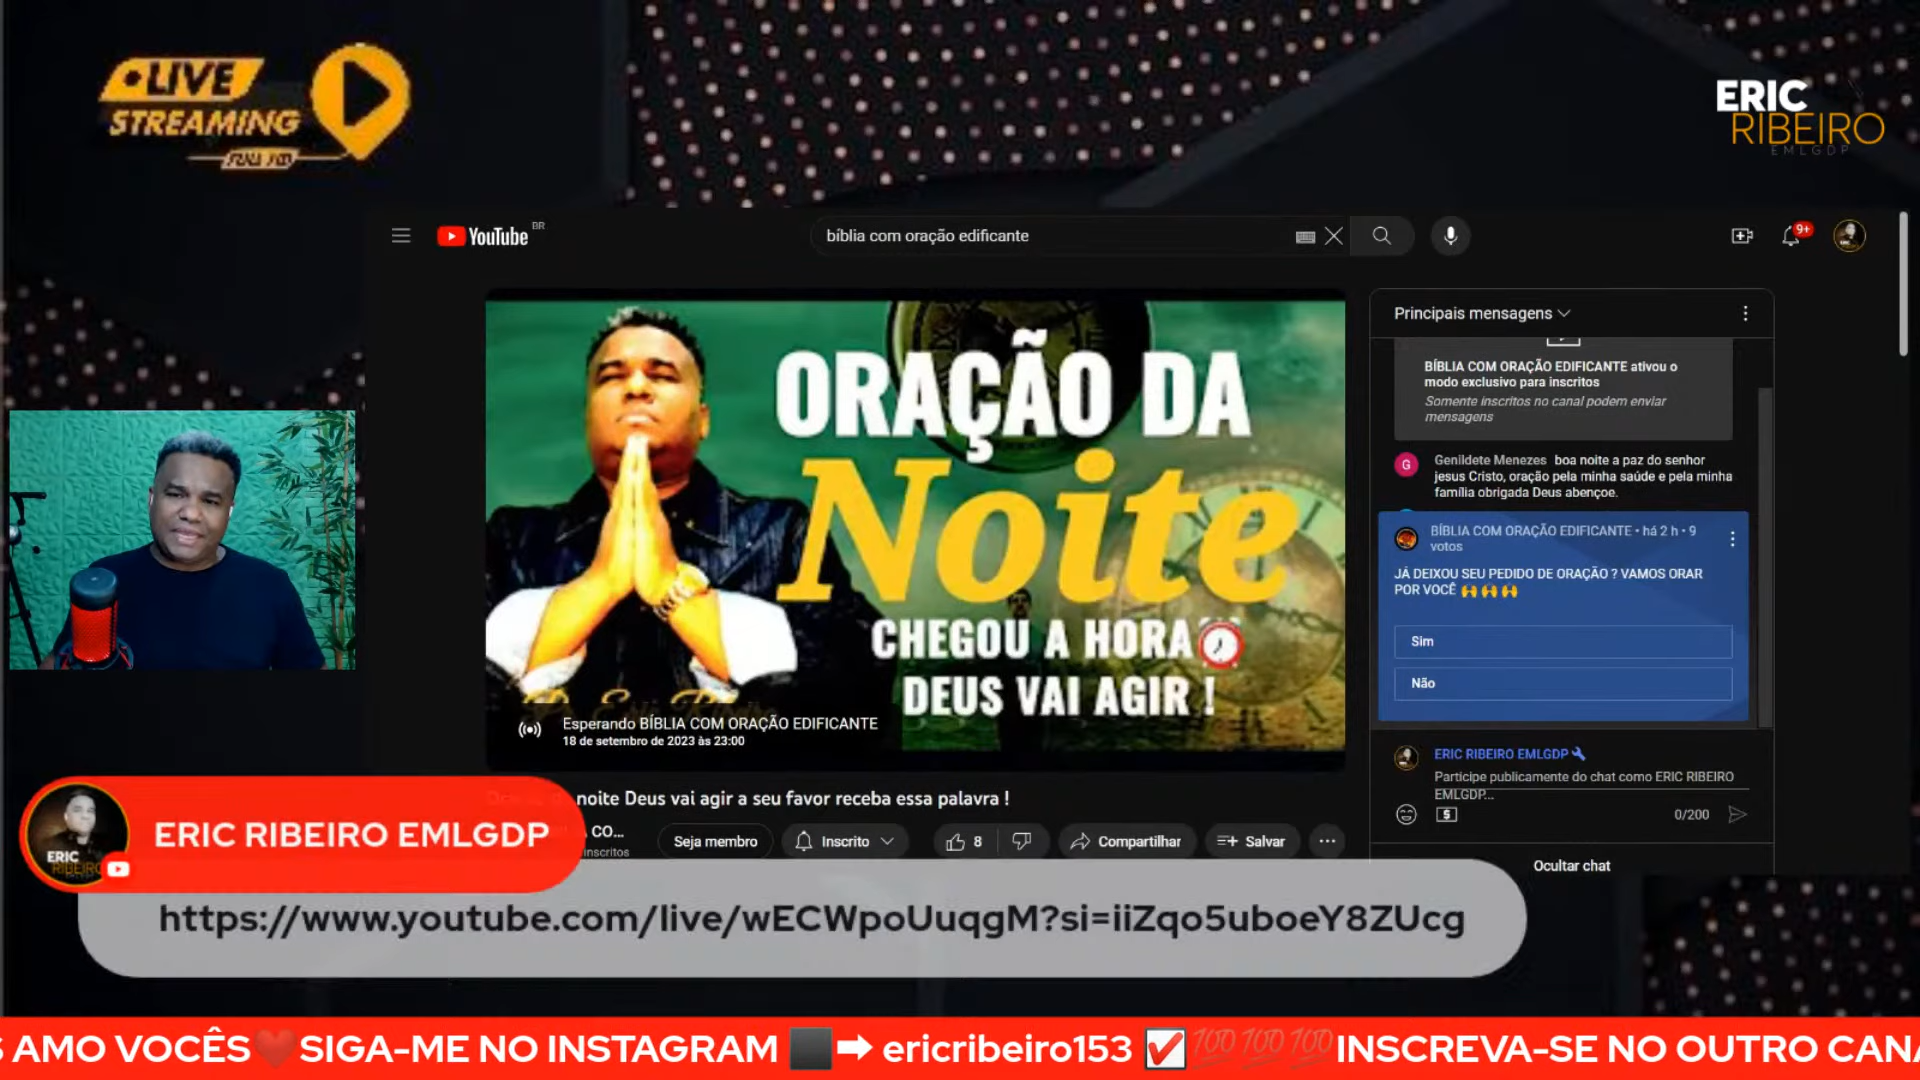 LIVE
STREAMING
ERIC
RIBEIRO
EMLGDP
YouTube BR
bíblia com oração edificante
9+
ORAÇÃO DA
Noite
CHEGOU A HORA
DEUS VAI AGIR !
Esperando BÍBLIA COM ORAÇÃO EDIFICANTE
18 de setembro de 2023 às 23:00
noite Deus vai agir a seu favor receba essa palavra !
CO...
inscritos
Seja membro
Inscrito
8
Compartilhar
Salvar
Principais mensagens
BÍBLIA COM ORAÇÃO EDIFICANTE ativou o
modo exclusivo para inscritos
Somente inscritos no canal podem enviar
mensagens
G
Genildete Menezes boa noite a paz do senhor
jesus Cristo, oração pela minha saúde e pela minha
família obrigada Deus abençoe.
BÍBLIA COM ORAÇÃO EDIFICANTE • há 2 h • 9
votos
JÁ DEIXOU SEU PEDIDO DE ORAÇÃO ? VAMOS ORAR
POR VOCÊ 🙌🙌🙌
Sim
Não
ERIC RIBEIRO EMLGDP
Participe publicamente do chat como ERIC RIBEIRO
EMLGDP...
0/200
Ocultar chat
ERIC
RIBEIRO
ERIC RIBEIRO EMLGDP
https://www.youtube.com/live/wECWpoUuqgM?si=iiZqo5uboeY8ZUcg
S AMO VOCÊS❤️SIGA-ME NO INSTAGRAM ⬛➡ ericribeiro153 ☑💯💯💯INSCREVA-SE NO OUTRO CANA